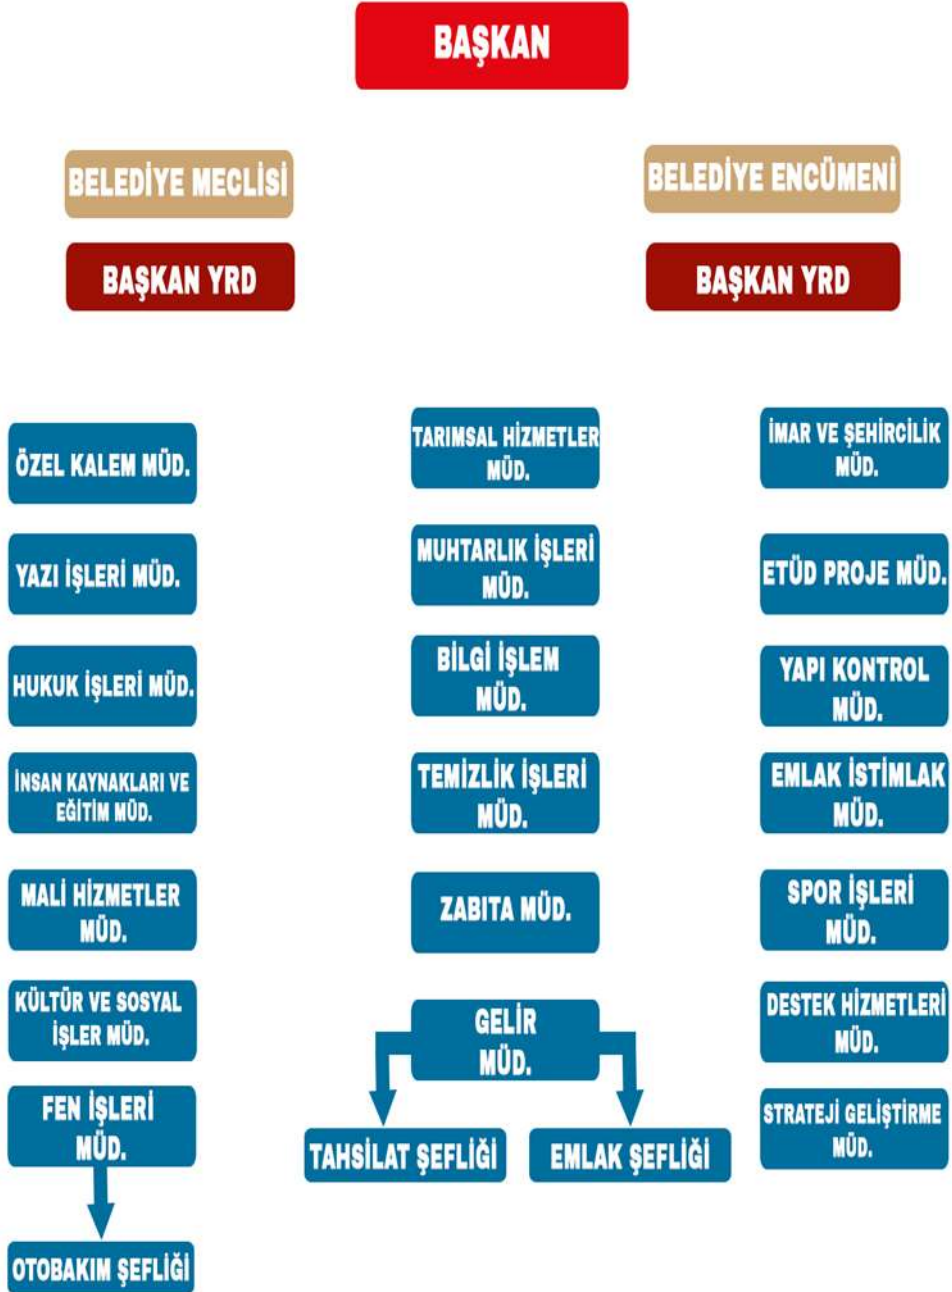 BAŞKAN
BELEDİYE MECLİSİ
BELEDİYE ENCÜMENİ
BAŞKAN YRD
BAŞKAN YRD
ÖZEL KALEM MÜD.
YAZI İŞLERİ MÜD.
HUKUK İŞLERİ MÜD.
İNSAN KAYNAKLARI VE
EĞİTİM MÜD.
MALİ HİZMETLER
MÜD.
KÜLTÜR VE SOSYAL
İŞLER MÜD.
FEN İŞLERİ
MÜD.
OTOBAKIM ŞEFLİĞİ
TARIMSAL HİZMETLER
MÜD.
MUHTARLIK İŞLERİ
MÜD.
BİLGİ İŞLEM
MÜD.
TEMİZLİK İŞLERİ
MÜD.
ZABITA MÜD.
GELİR
MÜD.
TAHSİLAT ŞEFLİĞİ
EMLAK ŞEFLİĞİ
İMAR VE ŞEHİRCİLİK
MÜD.
ETÜD PROJE MÜD.
YAPI KONTROL
MÜD.
EMLAK İSTİMLAK
MÜD.
SPOR İŞLERİ
MÜD.
DESTEK HİZMETLERİ
MÜD.
STRATEJİ GELİŞTİRME
MÜD.